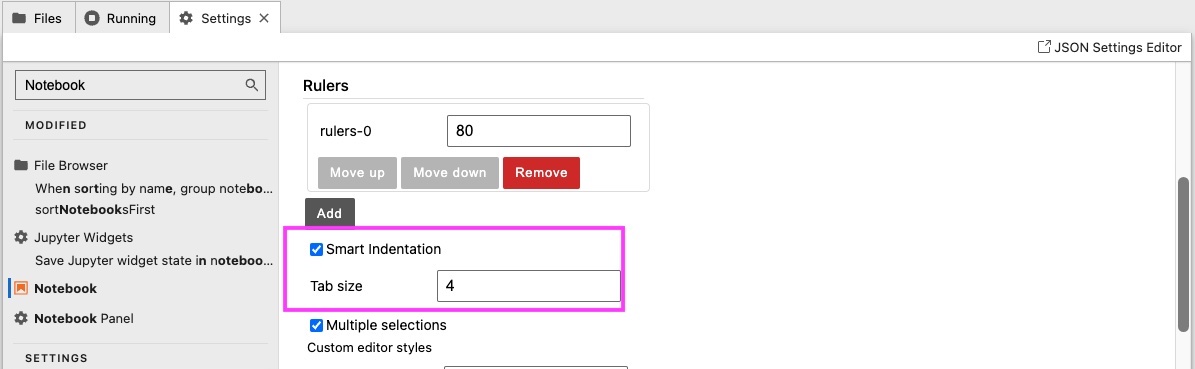 Files Running Settings
JSON Settings Editor
Notebook
MODIFIED
File Browser
When sorting by name, group notebo...
sortNotebooksFirst
Jupyter Widgets
Save Jupyter widget state in noteboo...
Notebook
Notebook Panel
SETTINGS
Rulers
rulers-0 80
Move up Move down Remove
Add
Smart Indentation
Tab size 4
Multiple selections
Custom editor styles